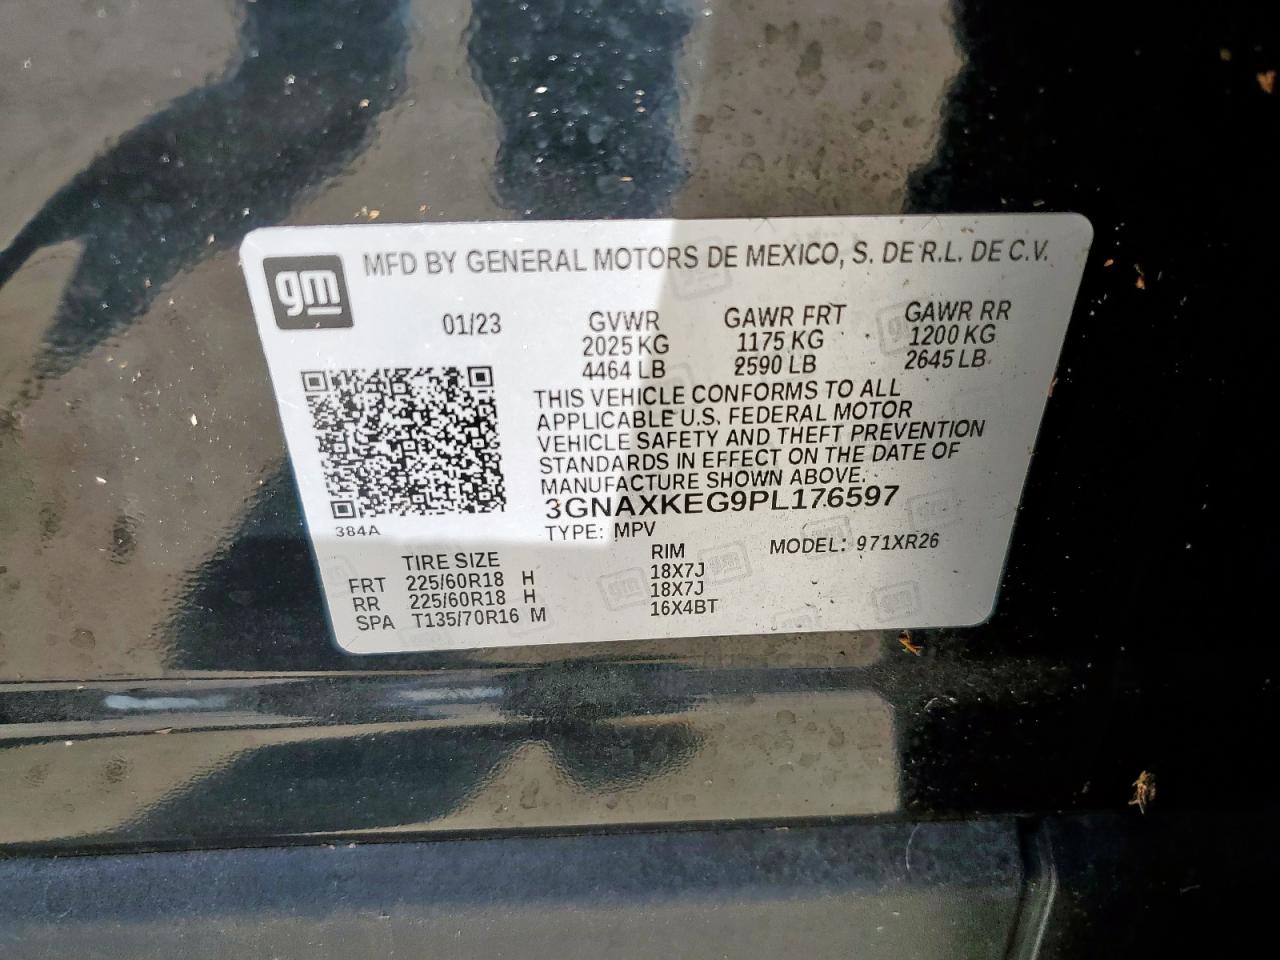 gm
MFD BY GENERAL MOTORS DE MEXICO, S. DE R.L. DE C.V.
01/23 GVWR GAWR FRT GAWR RR
2025 KG 1175 KG 1200 KG
4464 LB 2590 LB 2645 LB
THIS VEHICLE CONFORMS TO ALL
APPLICABLE U.S. FEDERAL MOTOR
VEHICLE SAFETY AND THEFT PREVENTION
STANDARDS IN EFFECT ON THE DATE OF
MANUFACTURE SHOWN ABOVE.
3GNAXKEG9PL176597
384A
TYPE: MPV MODEL: 971XR26
TIRE SIZE RIM
FRT 225/60R18 H 18X7J
RR 225/60R18 H 18X7J
SPA T135/70R16 M 16X4BT